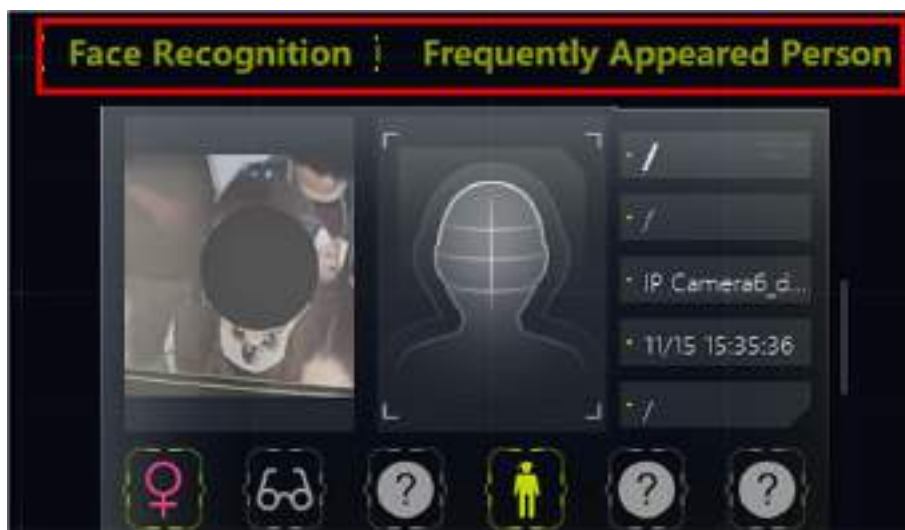 Face Recognition Frequently Appeared Person
/
/
IP Camera6_d...
11/15 15:35:36
/
? ? ?